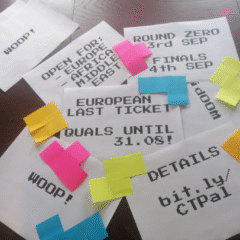 WOOP!
OPEN FOR:
- EUROPE
- AFRICA
- MIDDLE
EAST
ROUND ZERO
3rd SEP
FINALS
4th SEP
EUROPEAN
LAST TICKET
QUALS UNTIL
31.08!
WOOP!
WOOP!
DETAILS
bit.ly/
CTPal